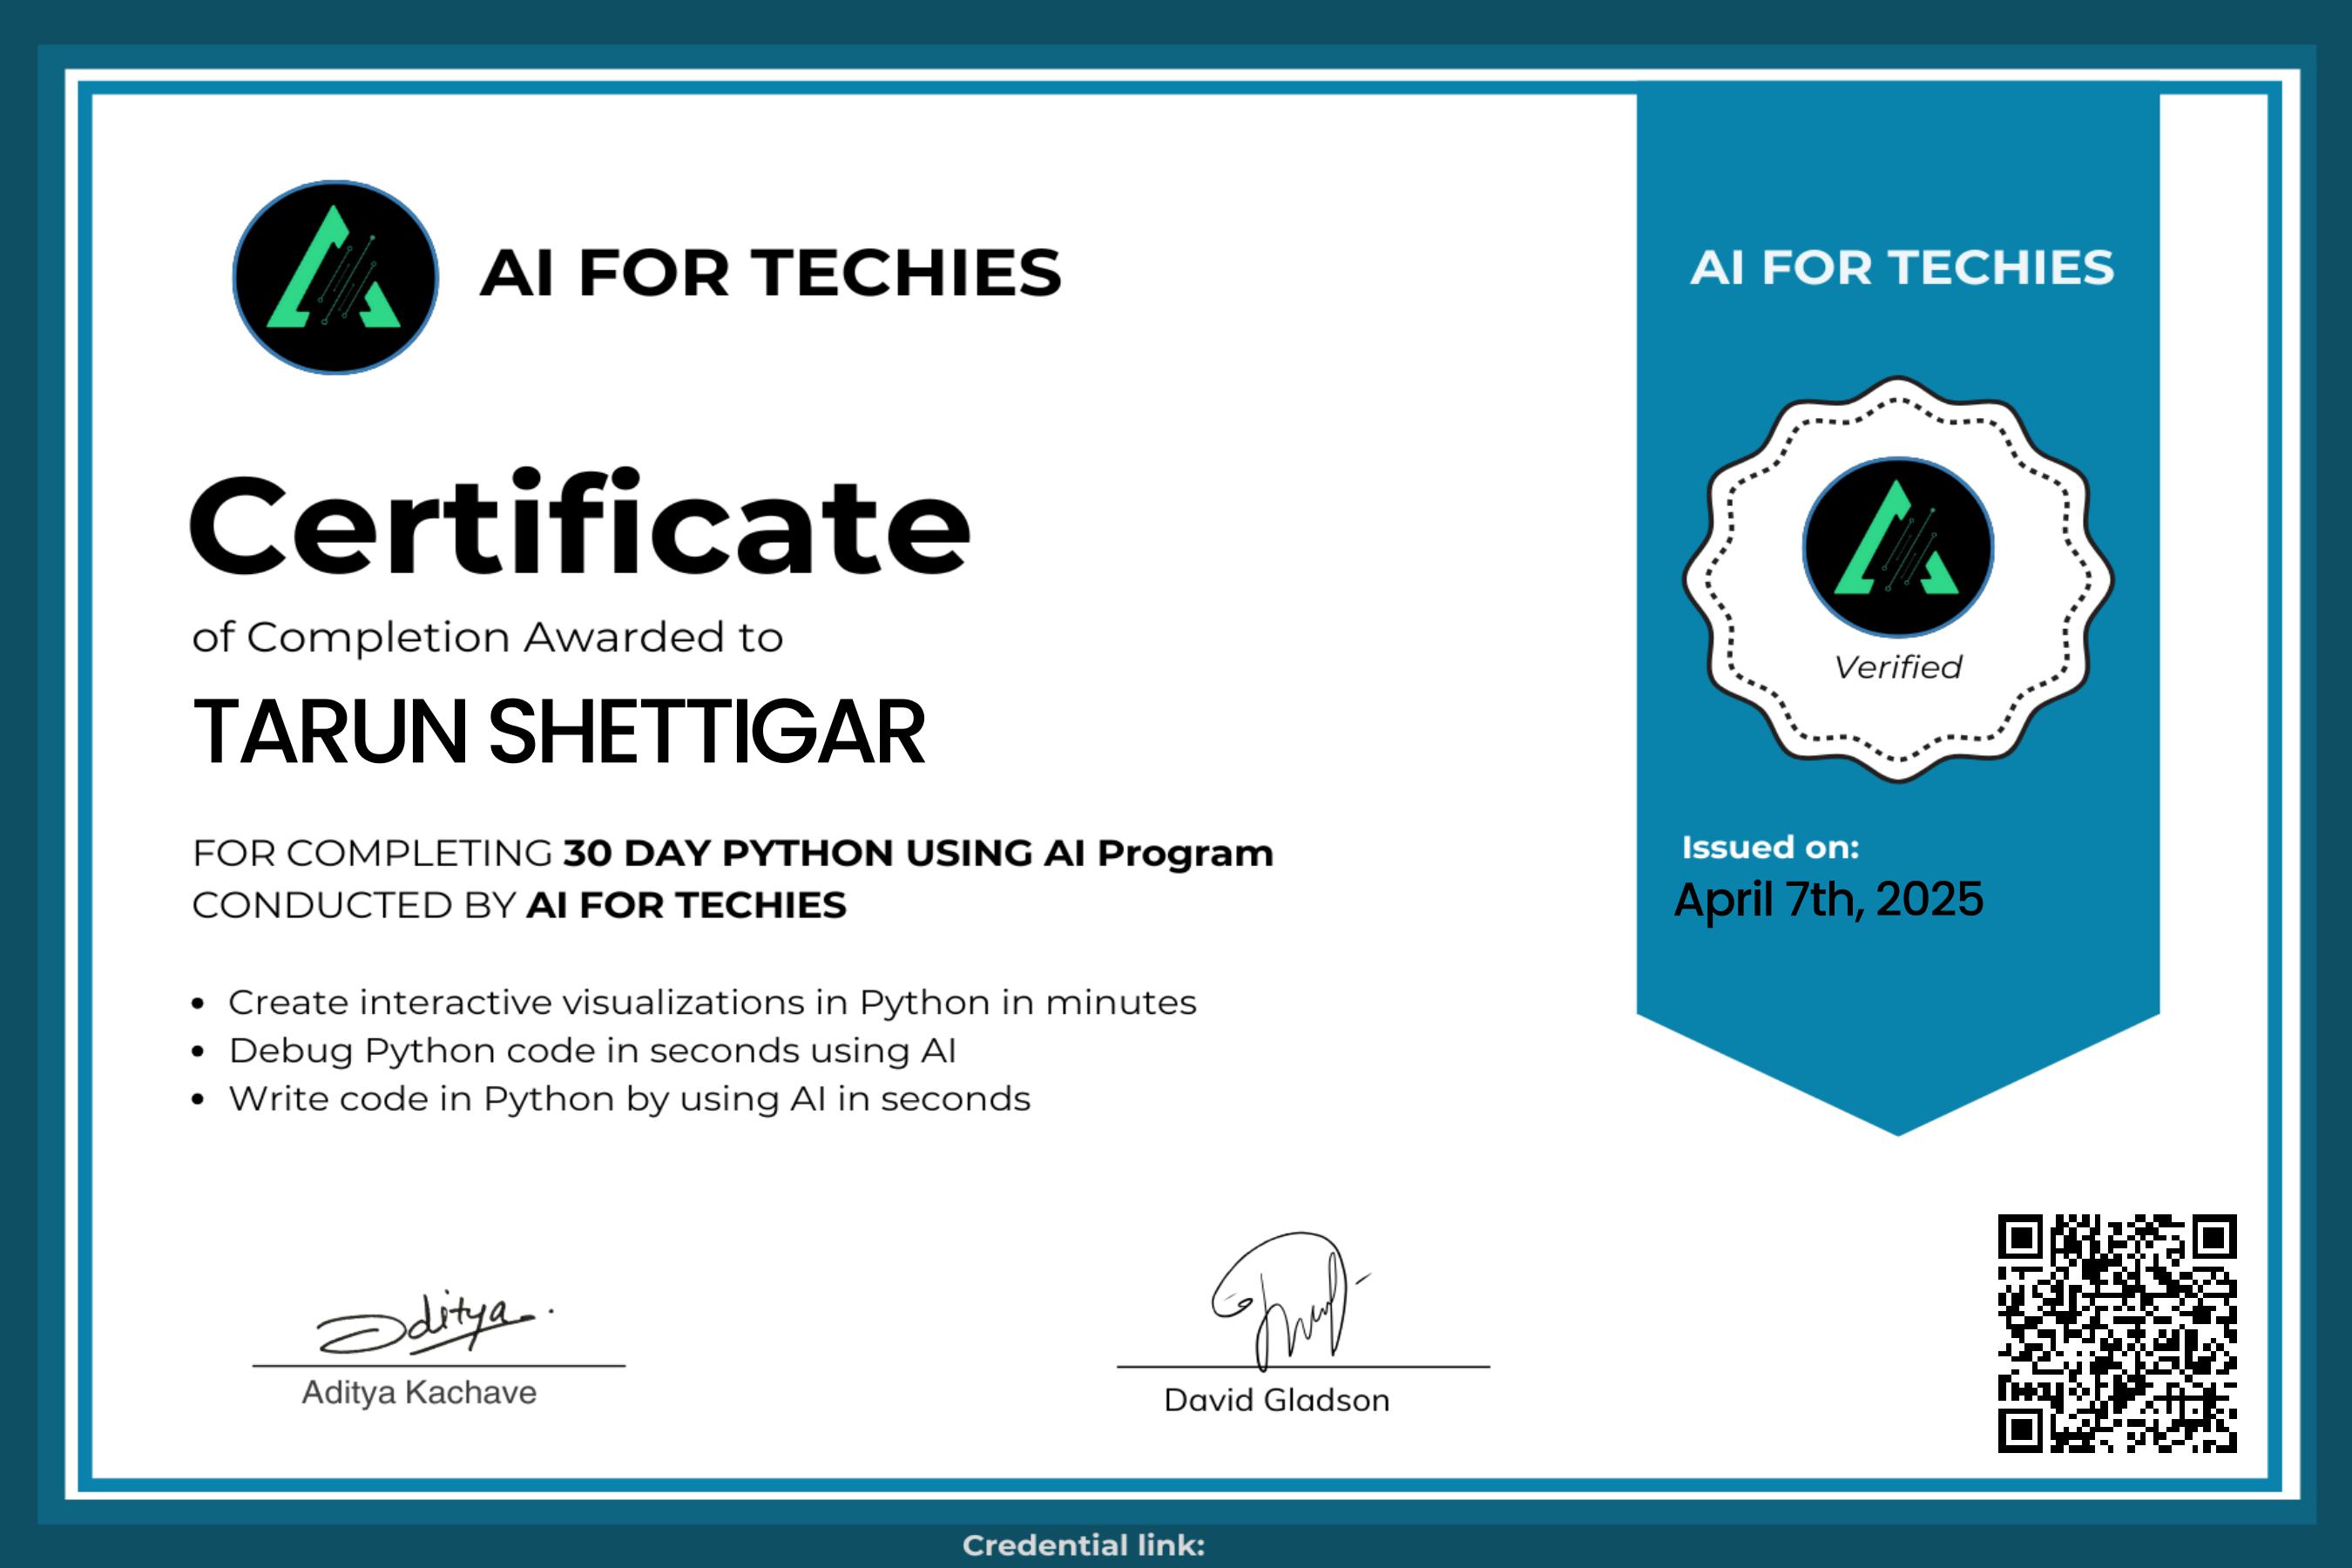 AI FOR TECHIES
Certificate
of Completion Awarded to
TARUN SHETTIGAR
FOR COMPLETING 30 DAY PYTHON USING AI Program
CONDUCTED BY AI FOR TECHIES
• Create interactive visualizations in Python in minutes
• Debug Python code in seconds using AI
• Write code in Python by using AI in seconds
Aditya
Aditya Kachave
David Gladson
AI FOR TECHIES
Verified
Issued on:
April 7th, 2025
Credential link: